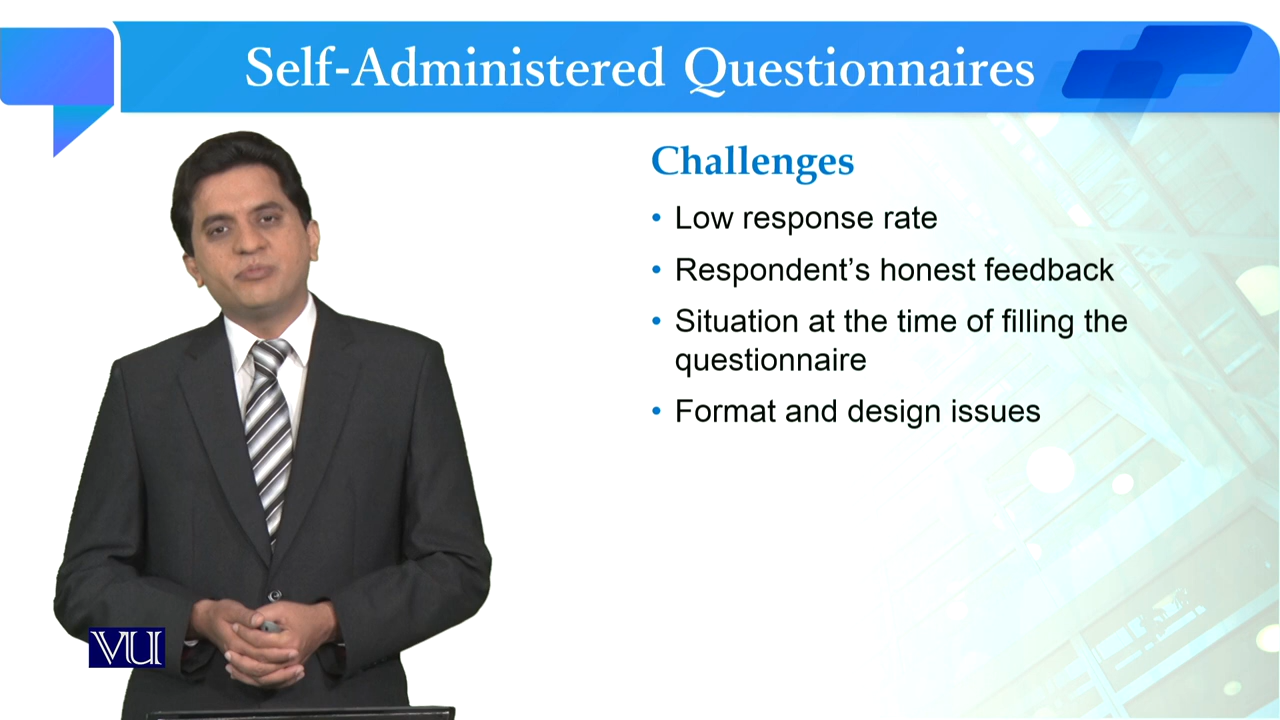 Self-Administered Questionnaires
Challenges
• Low response rate
• Respondent’s honest feedback
• Situation at the time of filling the
questionnaire
• Format and design issues
VU